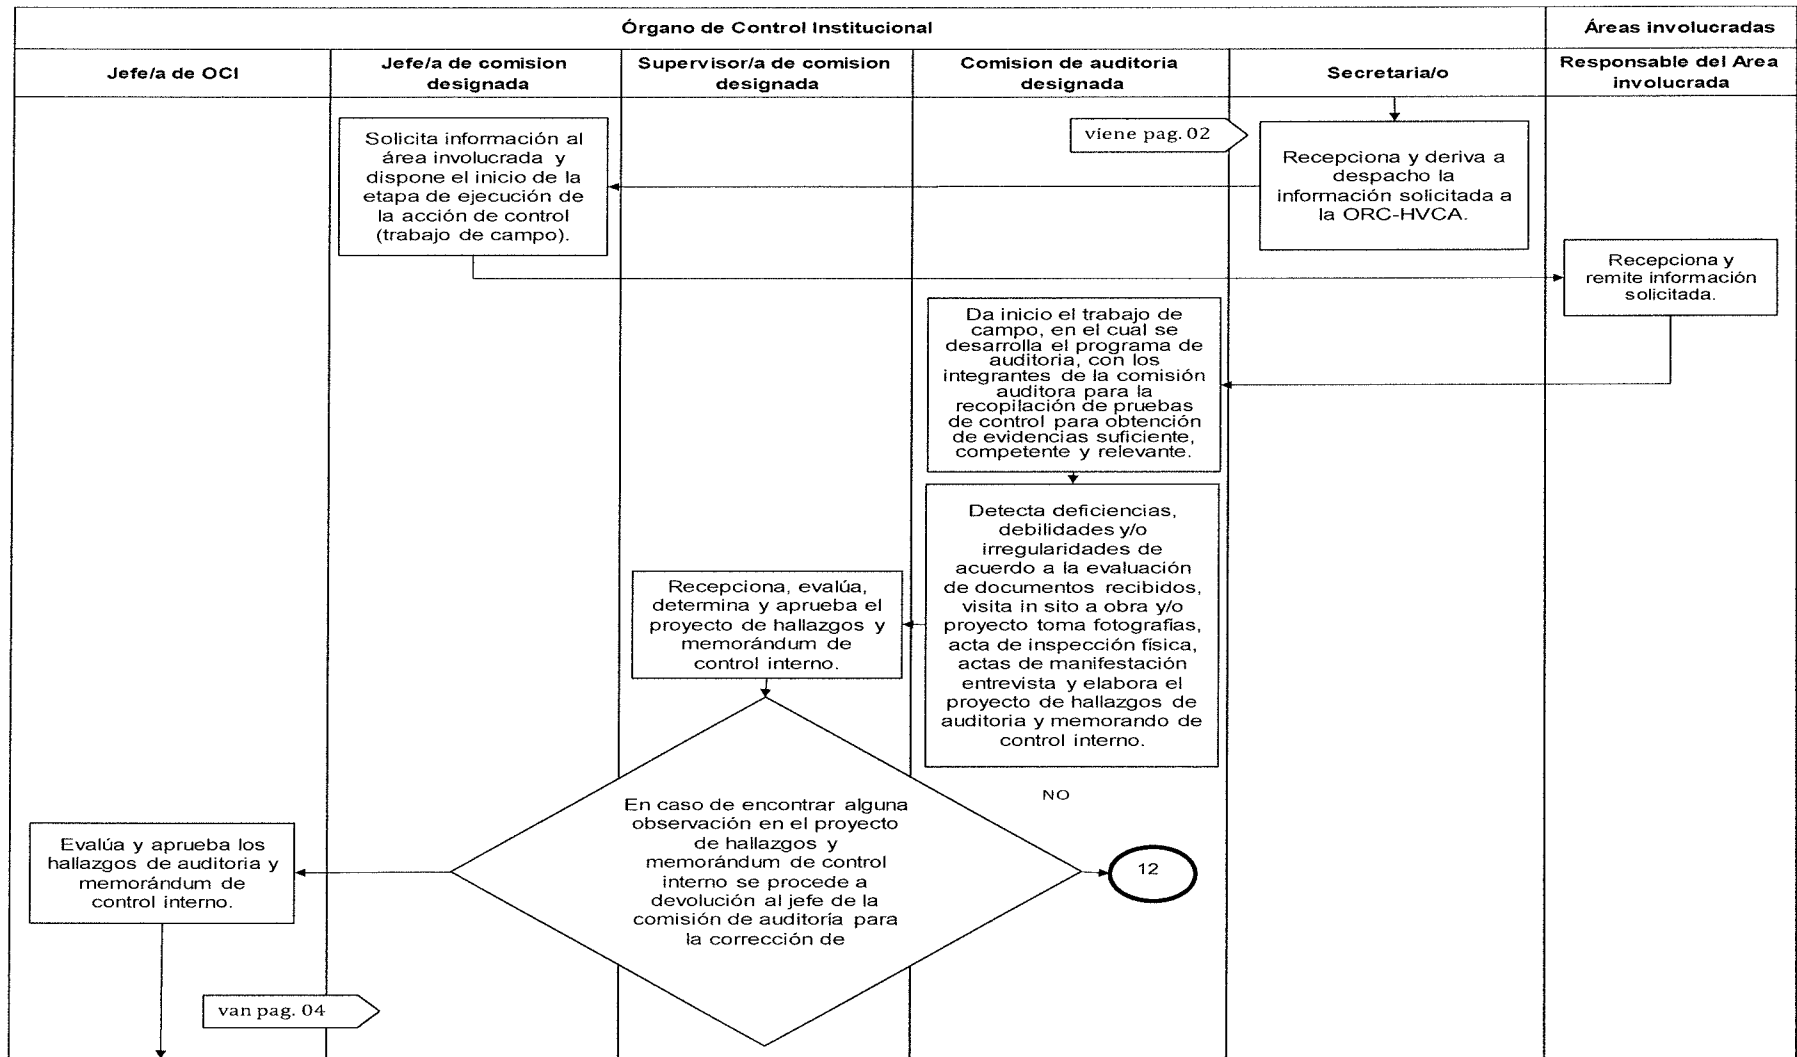 Órgano de Control Institucional
Áreas involucradas
Jefe/a de OCI
Jefe/a de comision
designada
Supervisor/a de comision
designada
Comision de auditoria
designada
Secretaria/o
Responsable del Area
involucrada
Solicita información al
área involucrada y
dispone el inicio de la
etapa de ejecución de
la acción de control
(trabajo de campo).
viene pag. 02
Recepciona y deriva a
despacho la
información solicitada a
la ORC-HVCA.
Recepciona y
remite información
solicitada.
Da inicio el trabajo de
campo, en el cual se
desarrolla el programa de
auditoria, con los
integrantes de la comisión
auditora para la
recopilación de pruebas
de control para obtención
de evidencias suficiente,
competente y relevante.
Detecta deficiencias,
debilidades y/o
irregularidades de
acuerdo a la evaluación
de documentos recibidos,
visita in sito a obra y/o
proyecto toma fotografías,
acta de inspección física,
actas de manifestación
entrevista y elabora el
proyecto de hallazgos de
auditoria y memorando de
control interno.
Recepciona, evalúa,
determina y aprueba el
proyecto de hallazgos y
memorándum de
control interno.
En caso de encontrar alguna
observación en el proyecto
de hallazgos y
memorándum de control
interno se procede a
devolución al jefe de la
comisión de auditoría para
la corrección de
NO
12
Evalúa y aprueba los
hallazgos de auditoria y
memorándum de
control interno.
van pag. 04